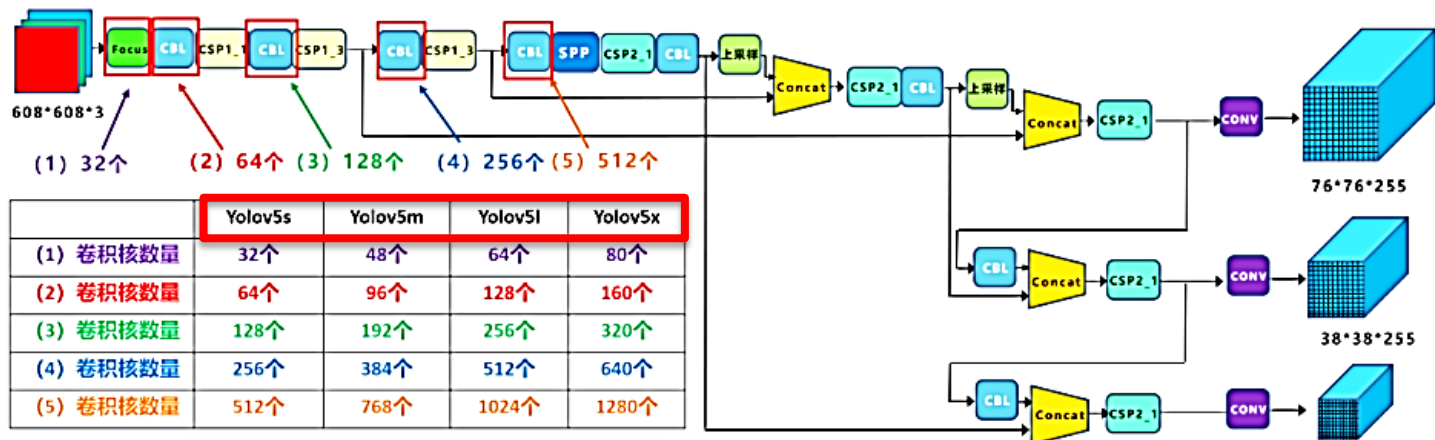 Focus CBL CSP1_1 CBL CSP1_3 CBL CSP1_3 CBL SPP CSP2_1 CBL 上采样
Concat CSP2_1 CBL 上采样
Concat CSP2_1 CONV
608*608*3
(1) 32个 (2) 64个 (3) 128个 (4) 256个 (5) 512个
76*76*255
Yolov5s Yolov5m Yolov5l Yolov5x
(1) 卷积核数量 32个 48个 64个 80个
(2) 卷积核数量 64个 96个 128个 160个
(3) 卷积核数量 128个 192个 256个 320个
(4) 卷积核数量 256个 384个 512个 640个
(5) 卷积核数量 512个 768个 1024个 1280个
CBL Concat CSP2_1 CONV
38*38*255
CBL Concat CSP2_1 CONV